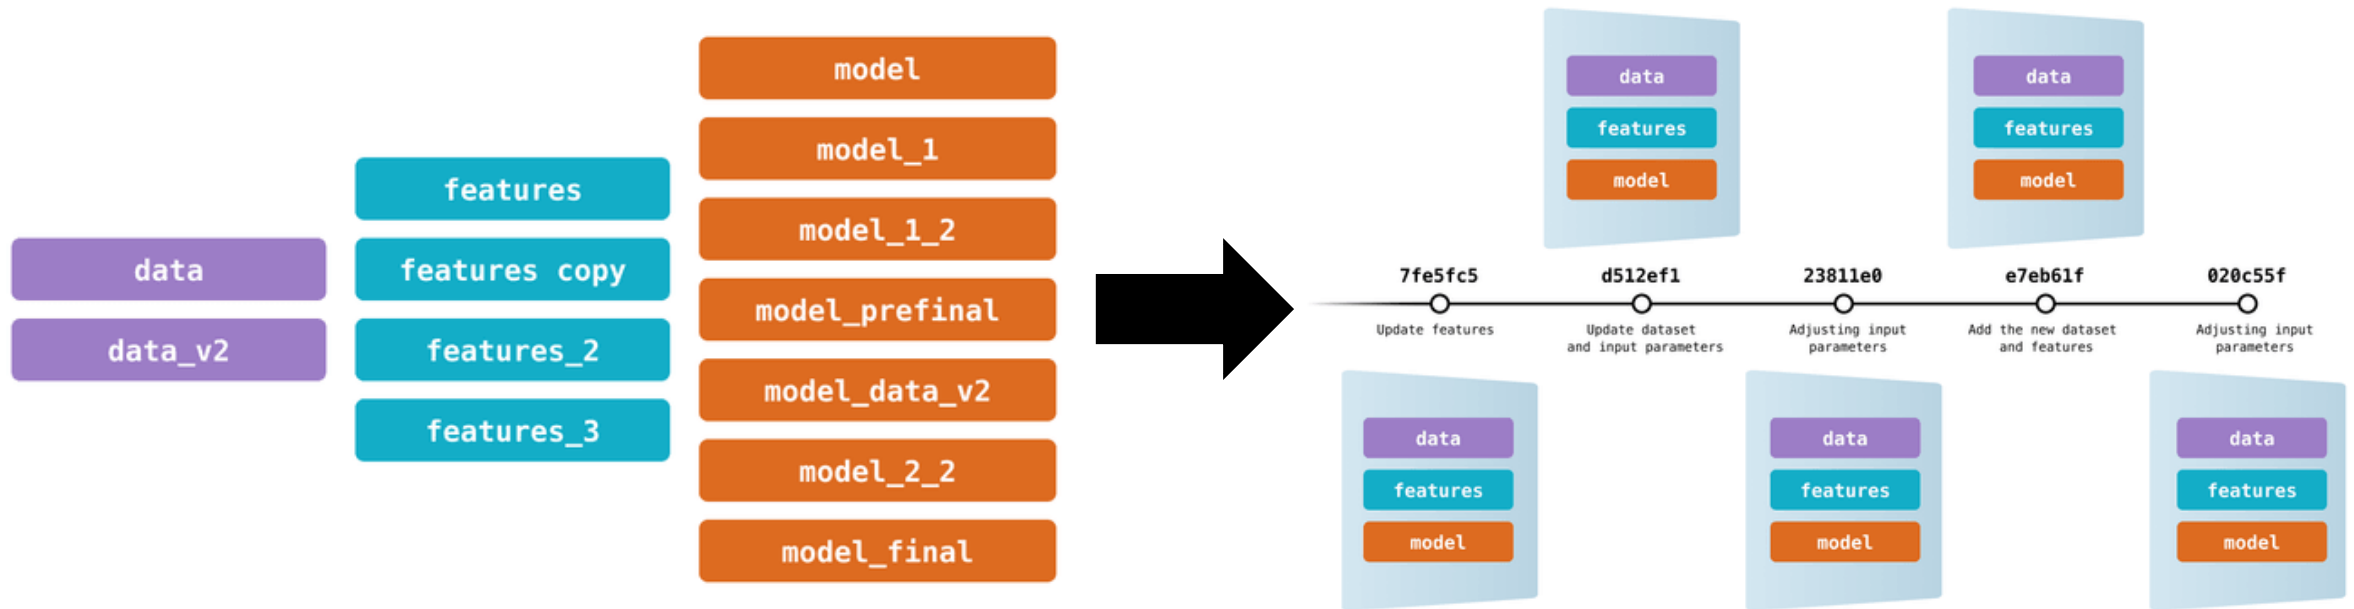 data
data_v2
features
features copy
features_2
features_3
model
model_1
model_1_2
model_prefinal
model_data_v2
model_2_2
model_final
data
features
model
data
features
model
7fe5fc5
d512ef1
23811e0
e7eb61f
020c55f
Update features
Update dataset
and input parameters
Adjusting input
parameters
Add the new dataset
and features
Adjusting input
parameters
data
features
model
data
features
model
data
features
model